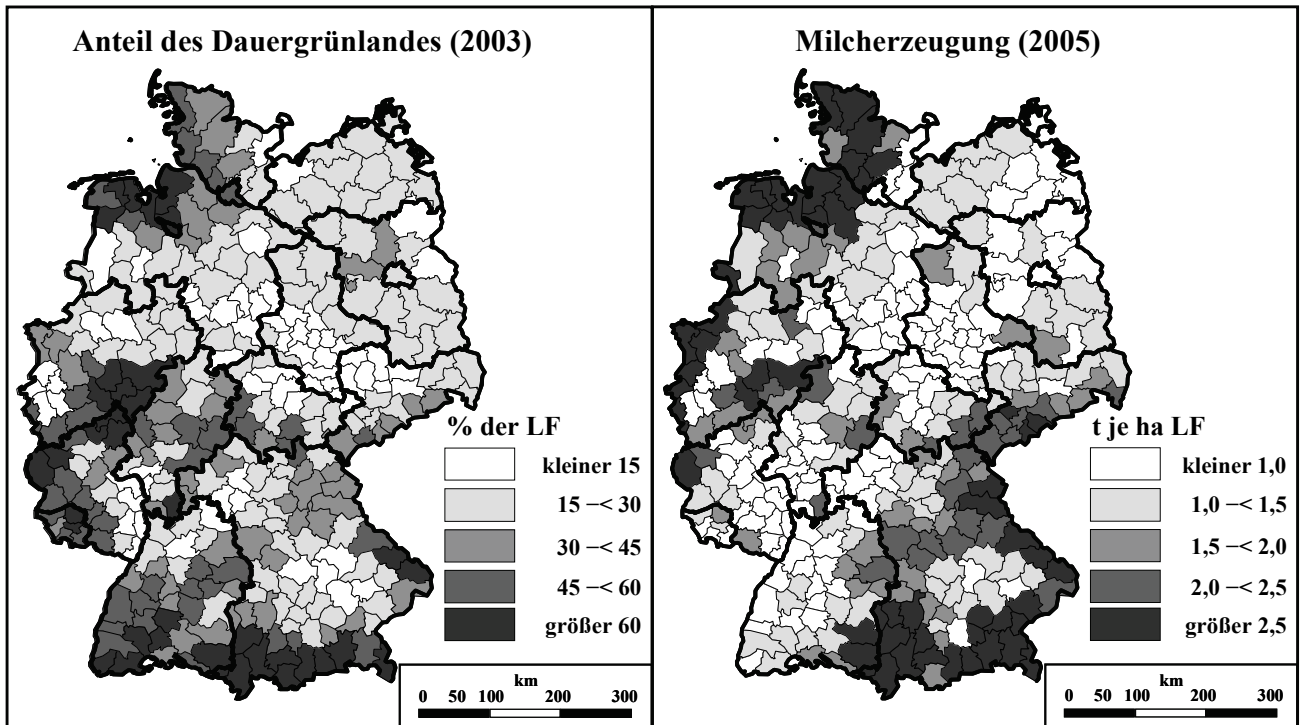 Anteil des Dauergrünlandes (2003)
% der LF
kleiner 15
15 –< 30
30 –< 45
45 –< 60
größer 60
km
0 50 100 200 300
Milcherzeugung (2005)
t je ha LF
kleiner 1,0
1,0 –< 1,5
1,5 –< 2,0
2,0 –< 2,5
größer 2,5
km
0 50 100 200 300